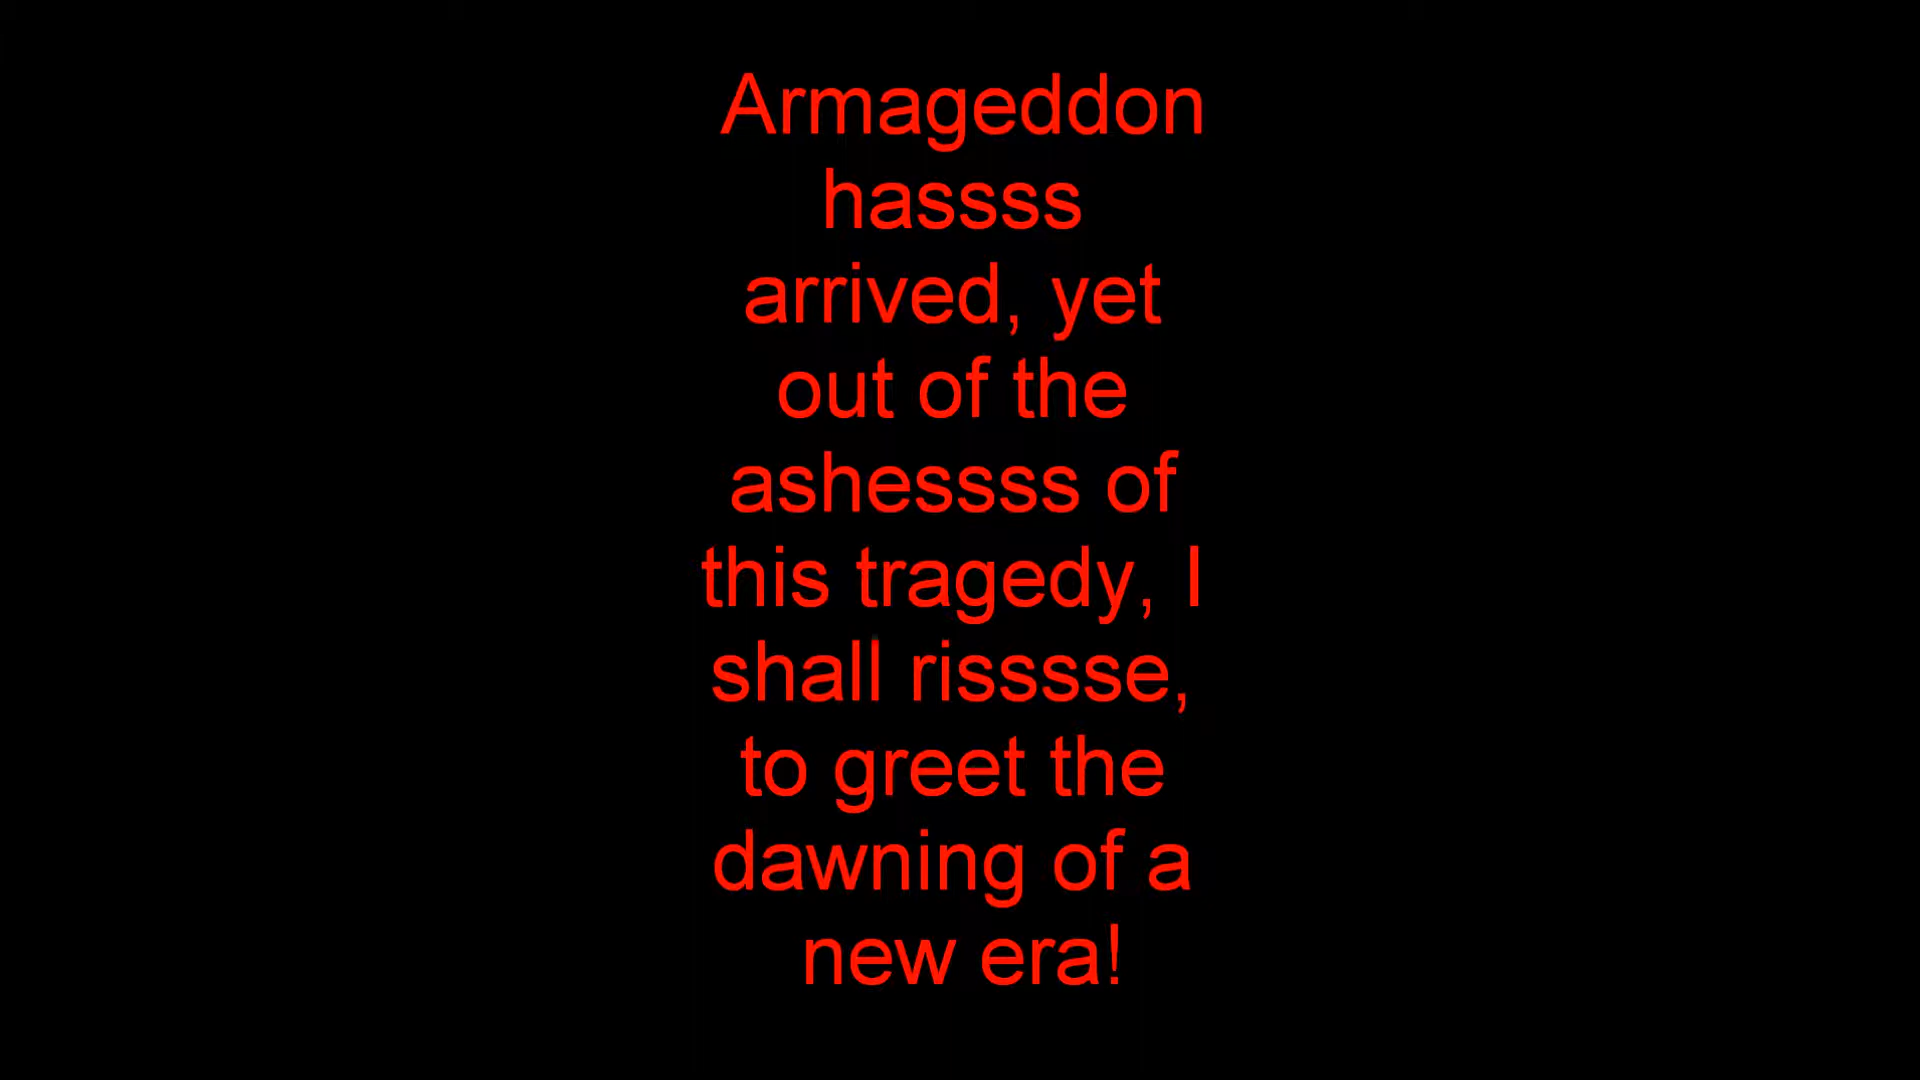 Armageddon
hassss
arrived, yet
out of the
ashessss of
this tragedy, I
shall risssse,
to greet the
dawning of a
new era!